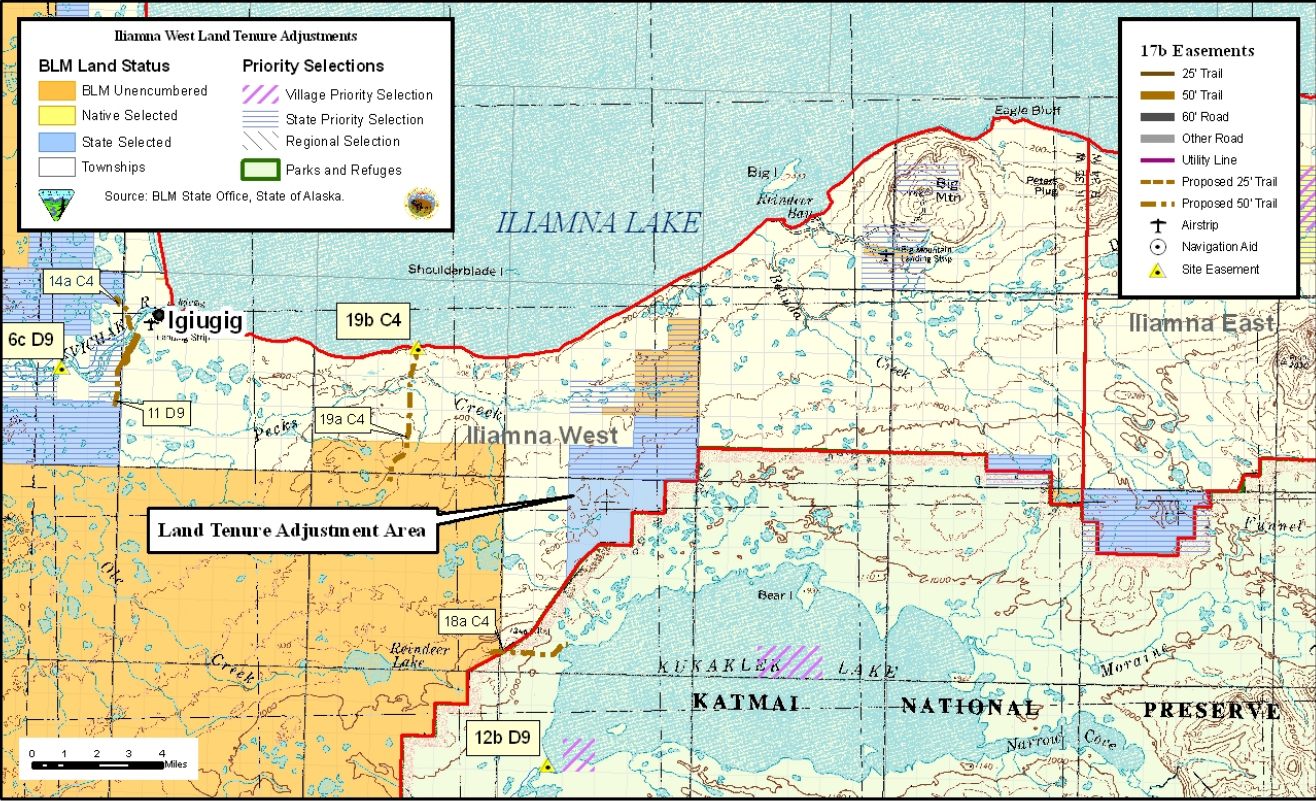 Iliamna West Land Tenure Adjustments
BLM Land Status
BLM Unencumbered
Native Selected
State Selected
Townships
Priority Selections
Village Priority Selection
State Priority Selection
Regional Selection
Parks and Refuges
Source: BLM State Office, State of Alaska.
17b Easements
25' Trail
50' Trail
60' Road
Other Road
Utility Line
Proposed 25' Trail
Proposed 50' Trail
Airstrip
Navigation Aid
Site Easement
Eagle Bluff
Big I
Reindeer
Bay
Big
Mtn
Peters
Plug
ILIAMNA LAKE
Big Mountain
Landing Strip
Shoulderblade I
14a C4
R
Igiugig
Landing Strip
6c D9
19b C4
Iliamna East
Creek
11 D9
19a C4
Pecks
Creek
Iliamna West
Land Tenure Adjustment Area
Funnel
Ole
Creek
Bear I
18a C4
Reindeer
Lake
KUKAKLEK LAKE
Moraine
KATMAI NATIONAL PRESERVE
12b D9
Narrow Cove
0 1 2 3 4
Miles